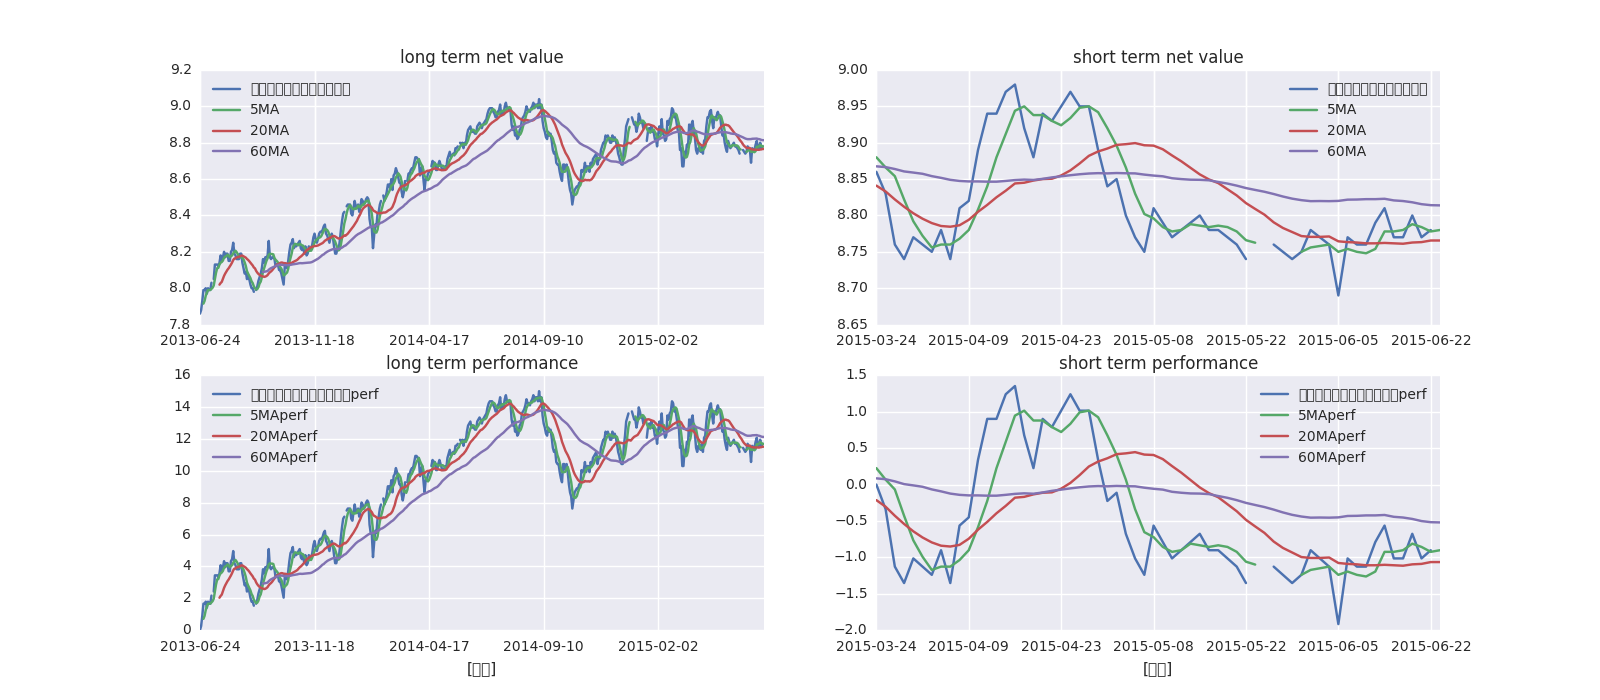 long term net value
9.2
9.0
8.8
8.6
8.4
8.2
8.0
7.8
5MA
20MA
60MA
2013-06-24 2013-11-18 2014-04-17 2014-09-10 2015-02-02
short term net value
9.00
8.95
8.90
8.85
8.80
8.75
8.70
8.65
5MA
20MA
60MA
2015-03-24 2015-04-09 2015-04-23 2015-05-08 2015-05-22 2015-06-05 2015-06-22
long term performance
16
14
12
10
8
6
4
2
0
perf
5MAperf
20MAperf
60MAperf
2013-06-24 2013-11-18 2014-04-17 2014-09-10 2015-02-02
short term performance
1.5
1.0
0.5
0.0
−0.5
−1.0
−1.5
−2.0
perf
5MAperf
20MAperf
60MAperf
2015-03-24 2015-04-09 2015-04-23 2015-05-08 2015-05-22 2015-06-05 2015-06-22